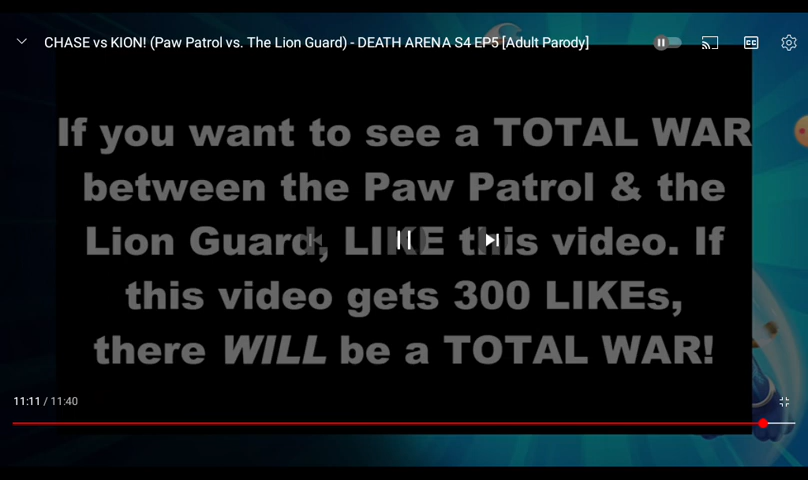 CHASE vs KION! (Paw Patrol vs. The Lion Guard) - DEATH ARENA S4 EP5 [Adult Parody]
CC
If you want to see a TOTAL WAR
between the Paw Patrol & the
Lion Guard, LIKE this video. If
this video gets 300 LIKEs,
there WILL be a TOTAL WAR!
11:11 / 11:40